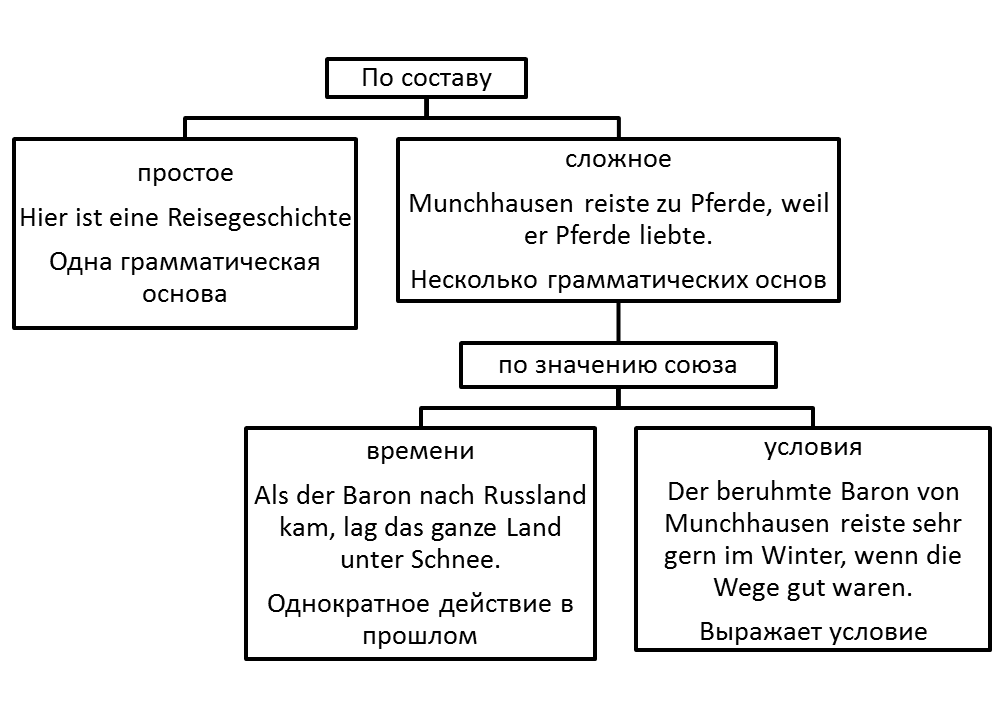 По составу
простое
Hier ist eine Reisegeschichte
Одна грамматическая
основа
сложное
Munchhausen reiste zu Pferde, weil
er Pferde liebte.
Несколько грамматических основ
по значению союза
времени
Als der Baron nach Russland
kam, lag das ganze Land
unter Schnee.
Однократное действие в
прошлом
условия
Der beruhmte Baron von
Munchhausen reiste sehr
gern im Winter, wenn die
Wege gut waren.
Выражает условие